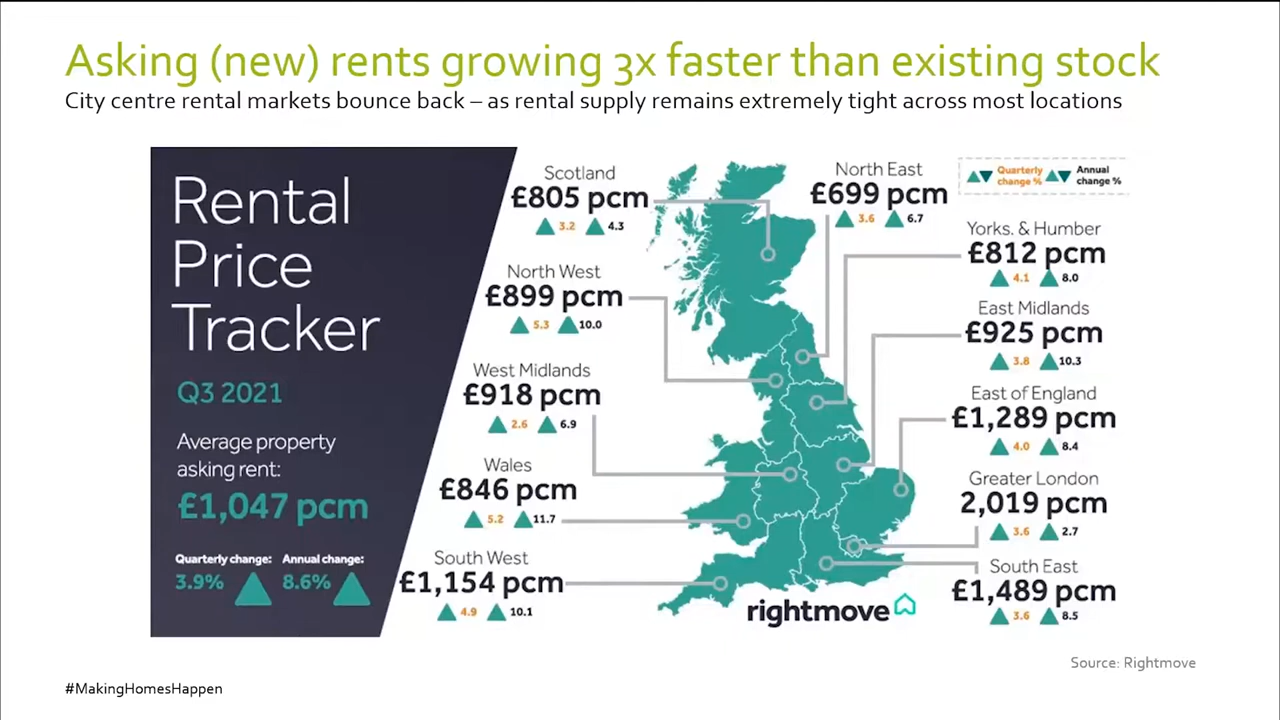 Asking (new) rents growing 3x faster than existing stock
City centre rental markets bounce back – as rental supply remains extremely tight across most locations
Rental
Price
Tracker
Q3 2021
Average property
asking rent:
£1,047 pcm
Quarterly change: Annual change:
3.9% 8.6%
Scotland
£805 pcm
3.2 4.3
North West
£899 pcm
5.3 10.0
West Midlands
£918 pcm
2.6 6.9
Wales
£846 pcm
5.2 11.7
South West
£1,154 pcm
4.9 10.1
North East
£699 pcm
3.6 6.7
Quarterly
change %
Annual
change %
Yorks. & Humber
£812 pcm
4.1 8.0
East Midlands
£925 pcm
3.8 10.3
East of England
£1,289 pcm
4.0 8.4
Greater London
2,019 pcm
3.6 2.7
South East
£1,489 pcm
3.6 8.5
rightmove
Source: Rightmove
#MakingHomesHappen